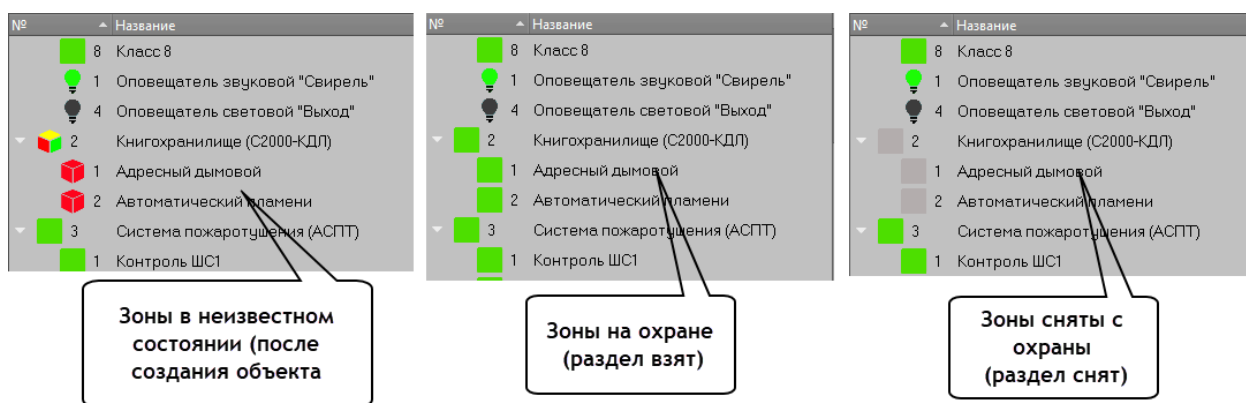 № Название
8 Класс 8
1 Оповещатель звуковой "Свирель"
4 Оповещатель световой "Выход"
2 Книгохранилище (С2000-КДЛ)
1 Адресный дымовой
2 Автоматический пламени
3 Система пожаротушения (АСПТ)
1 Контроль ШС1
Зоны в неизвестном
состоянии (после
создания объекта
№ Название
8 Класс 8
1 Оповещатель звуковой "Свирель"
4 Оповещатель световой "Выход"
2 Книгохранилище (С2000-КДЛ)
1 Адресный дымовой
2 Автоматический пламени
3 Система пожаротушения (АСПТ)
1 Контроль ШС1
Зоны на охране
(раздел взят)
№ Название
8 Класс 8
1 Оповещатель звуковой "Свирель"
4 Оповещатель световой "Выход"
2 Книгохранилище (С2000-КДЛ)
1 Адресный дымовой
2 Автоматический пламени
3 Система пожаротушения (АСПТ)
1 Контроль ШС1
Зоны сняты с
охраны
(раздел снят)